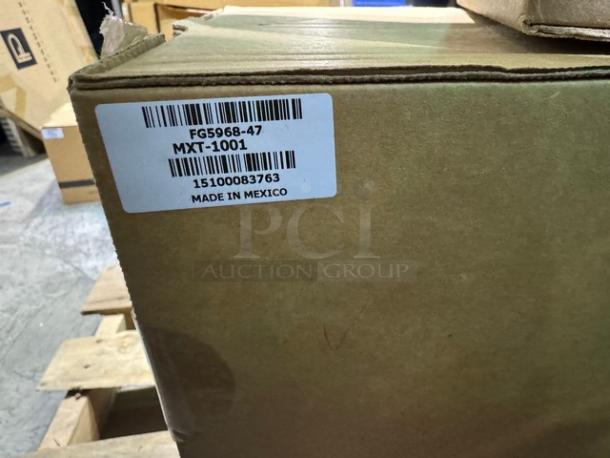 FG5968-47
MXT-1001
15100083763
MADE IN MEXICO
PCi
AUCTION GROUP